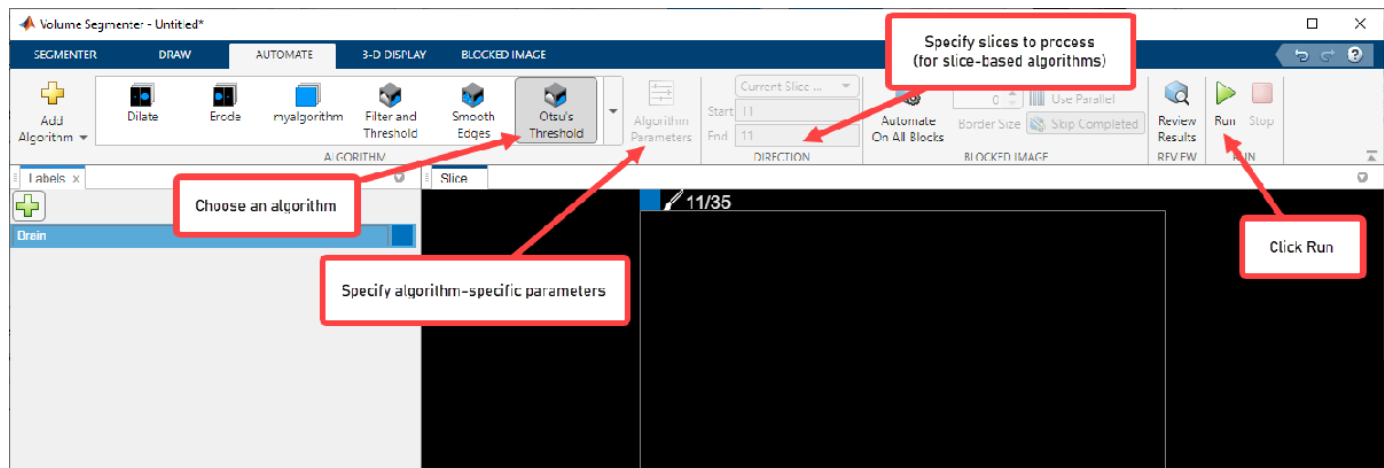 Volume Segmenter - Untitled*
SEGMENTER DRAW AUTOMATE 3-D DISPLAY BLOCKED IMAGE
Specify slices to process
(for slice-based algorithms)
Add
Algorithm
Dilate
Erode
myalgorithm
Filter and
Threshold
Smooth
Edges
Otsu's
Threshold
Algorithm
Parameters
Current Slice ...
Start 11
End 11
Automate
On All Blocks
0
Border Size
Use Parallel
Skip Completed
Review
Results
Run
Stop
ALGORITHM DIRECTION BLOCKED IMAGE REVIEW RUN
Labels
Slice
Choose an algorithm
11/35
Brain
Click Run
Specify algorithm-specific parameters